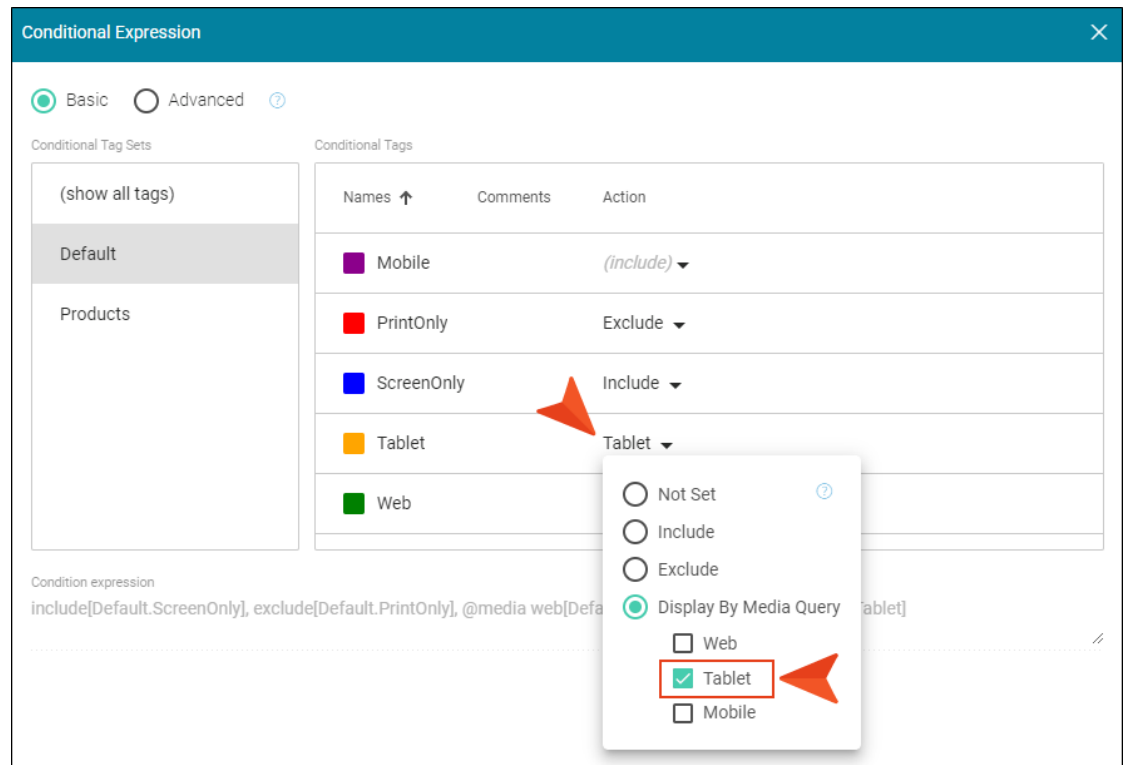 Conditional Expression
Basic Advanced ?
Conditional Tag Sets Conditional Tags
(show all tags)
Default
Products
Names Comments Action
Mobile (include)
PrintOnly Exclude
ScreenOnly Include
Tablet Tablet
Web
Not Set ?
Include
Exclude
Display By Media Query
Web
Tablet
Mobile
Condition expression
include[Default.ScreenOnly], exclude[Default.PrintOnly], @media web[Defa ablet]